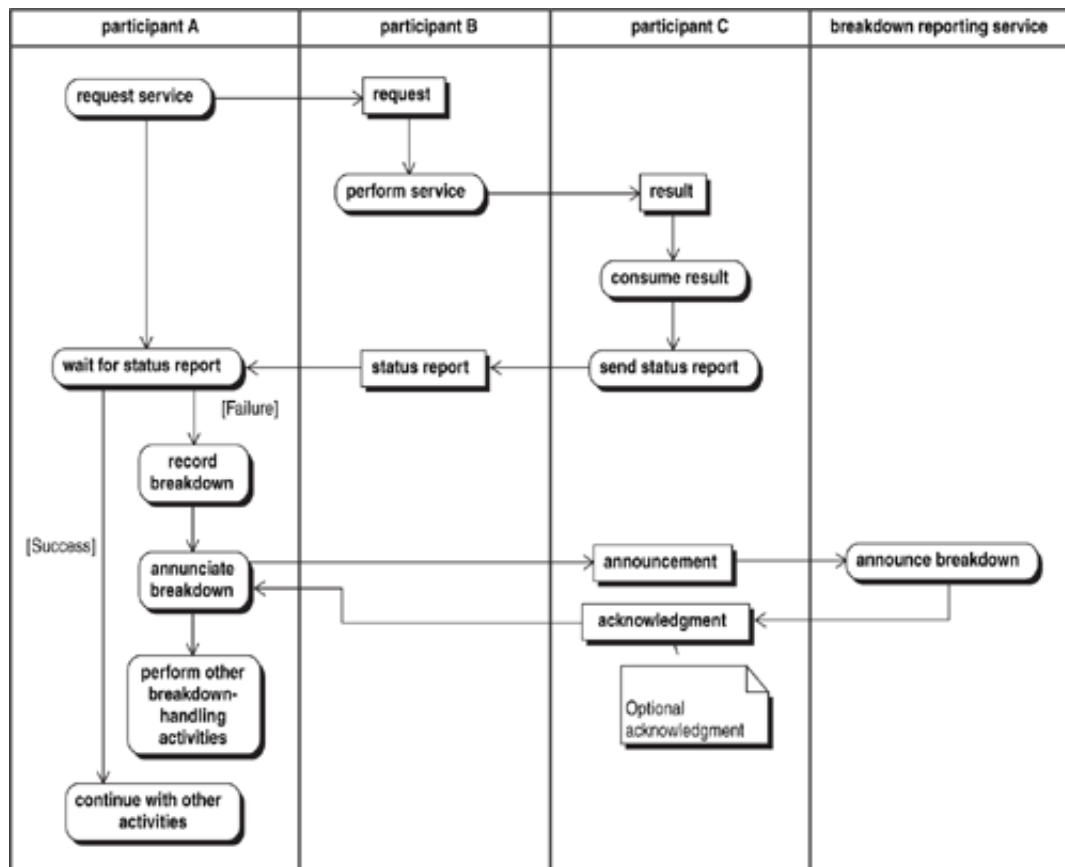 participant A
participant B
participant C
breakdown reporting service
request service
request
perform service
result
consume result
wait for status report
status report
send status report
[Failure]
record
breakdown
[Success]
annunciate
breakdown
announcement
announce breakdown
acknowledgment
perform other
breakdown-
handling
activities
Optional
acknowledgment
continue with other
activities